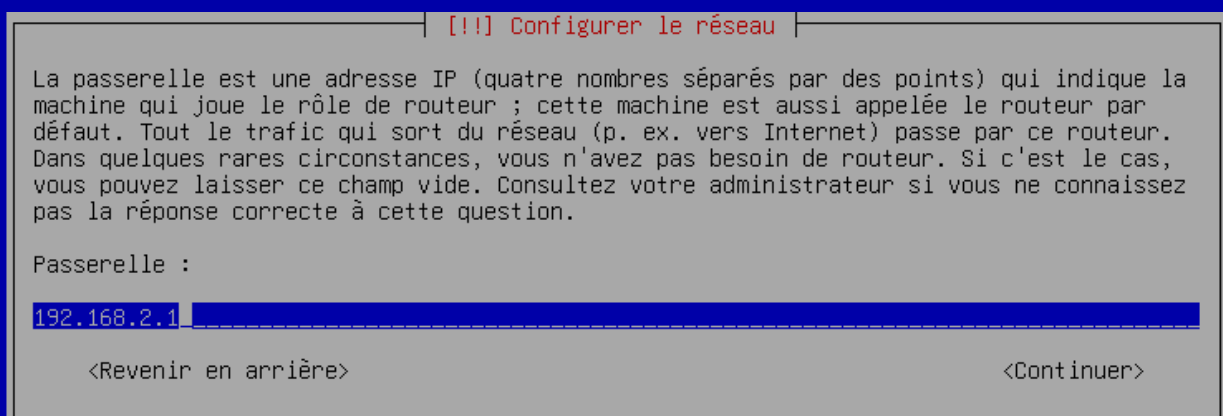 [!!] Configurer le réseau
La passerelle est une adresse IP (quatre nombres séparés par des points) qui indique la
machine qui joue le rôle de routeur ; cette machine est aussi appelée le routeur par
défaut. Tout le trafic qui sort du réseau (p. ex. vers Internet) passe par ce routeur.
Dans quelques rares circonstances, vous n'avez pas besoin de routeur. Si c'est le cas,
vous pouvez laisser ce champ vide. Consultez votre administrateur si vous ne connaissez
pas la réponse correcte à cette question.
Passerelle :
192.168.2.1
<Revenir en arrière> <Continuer>